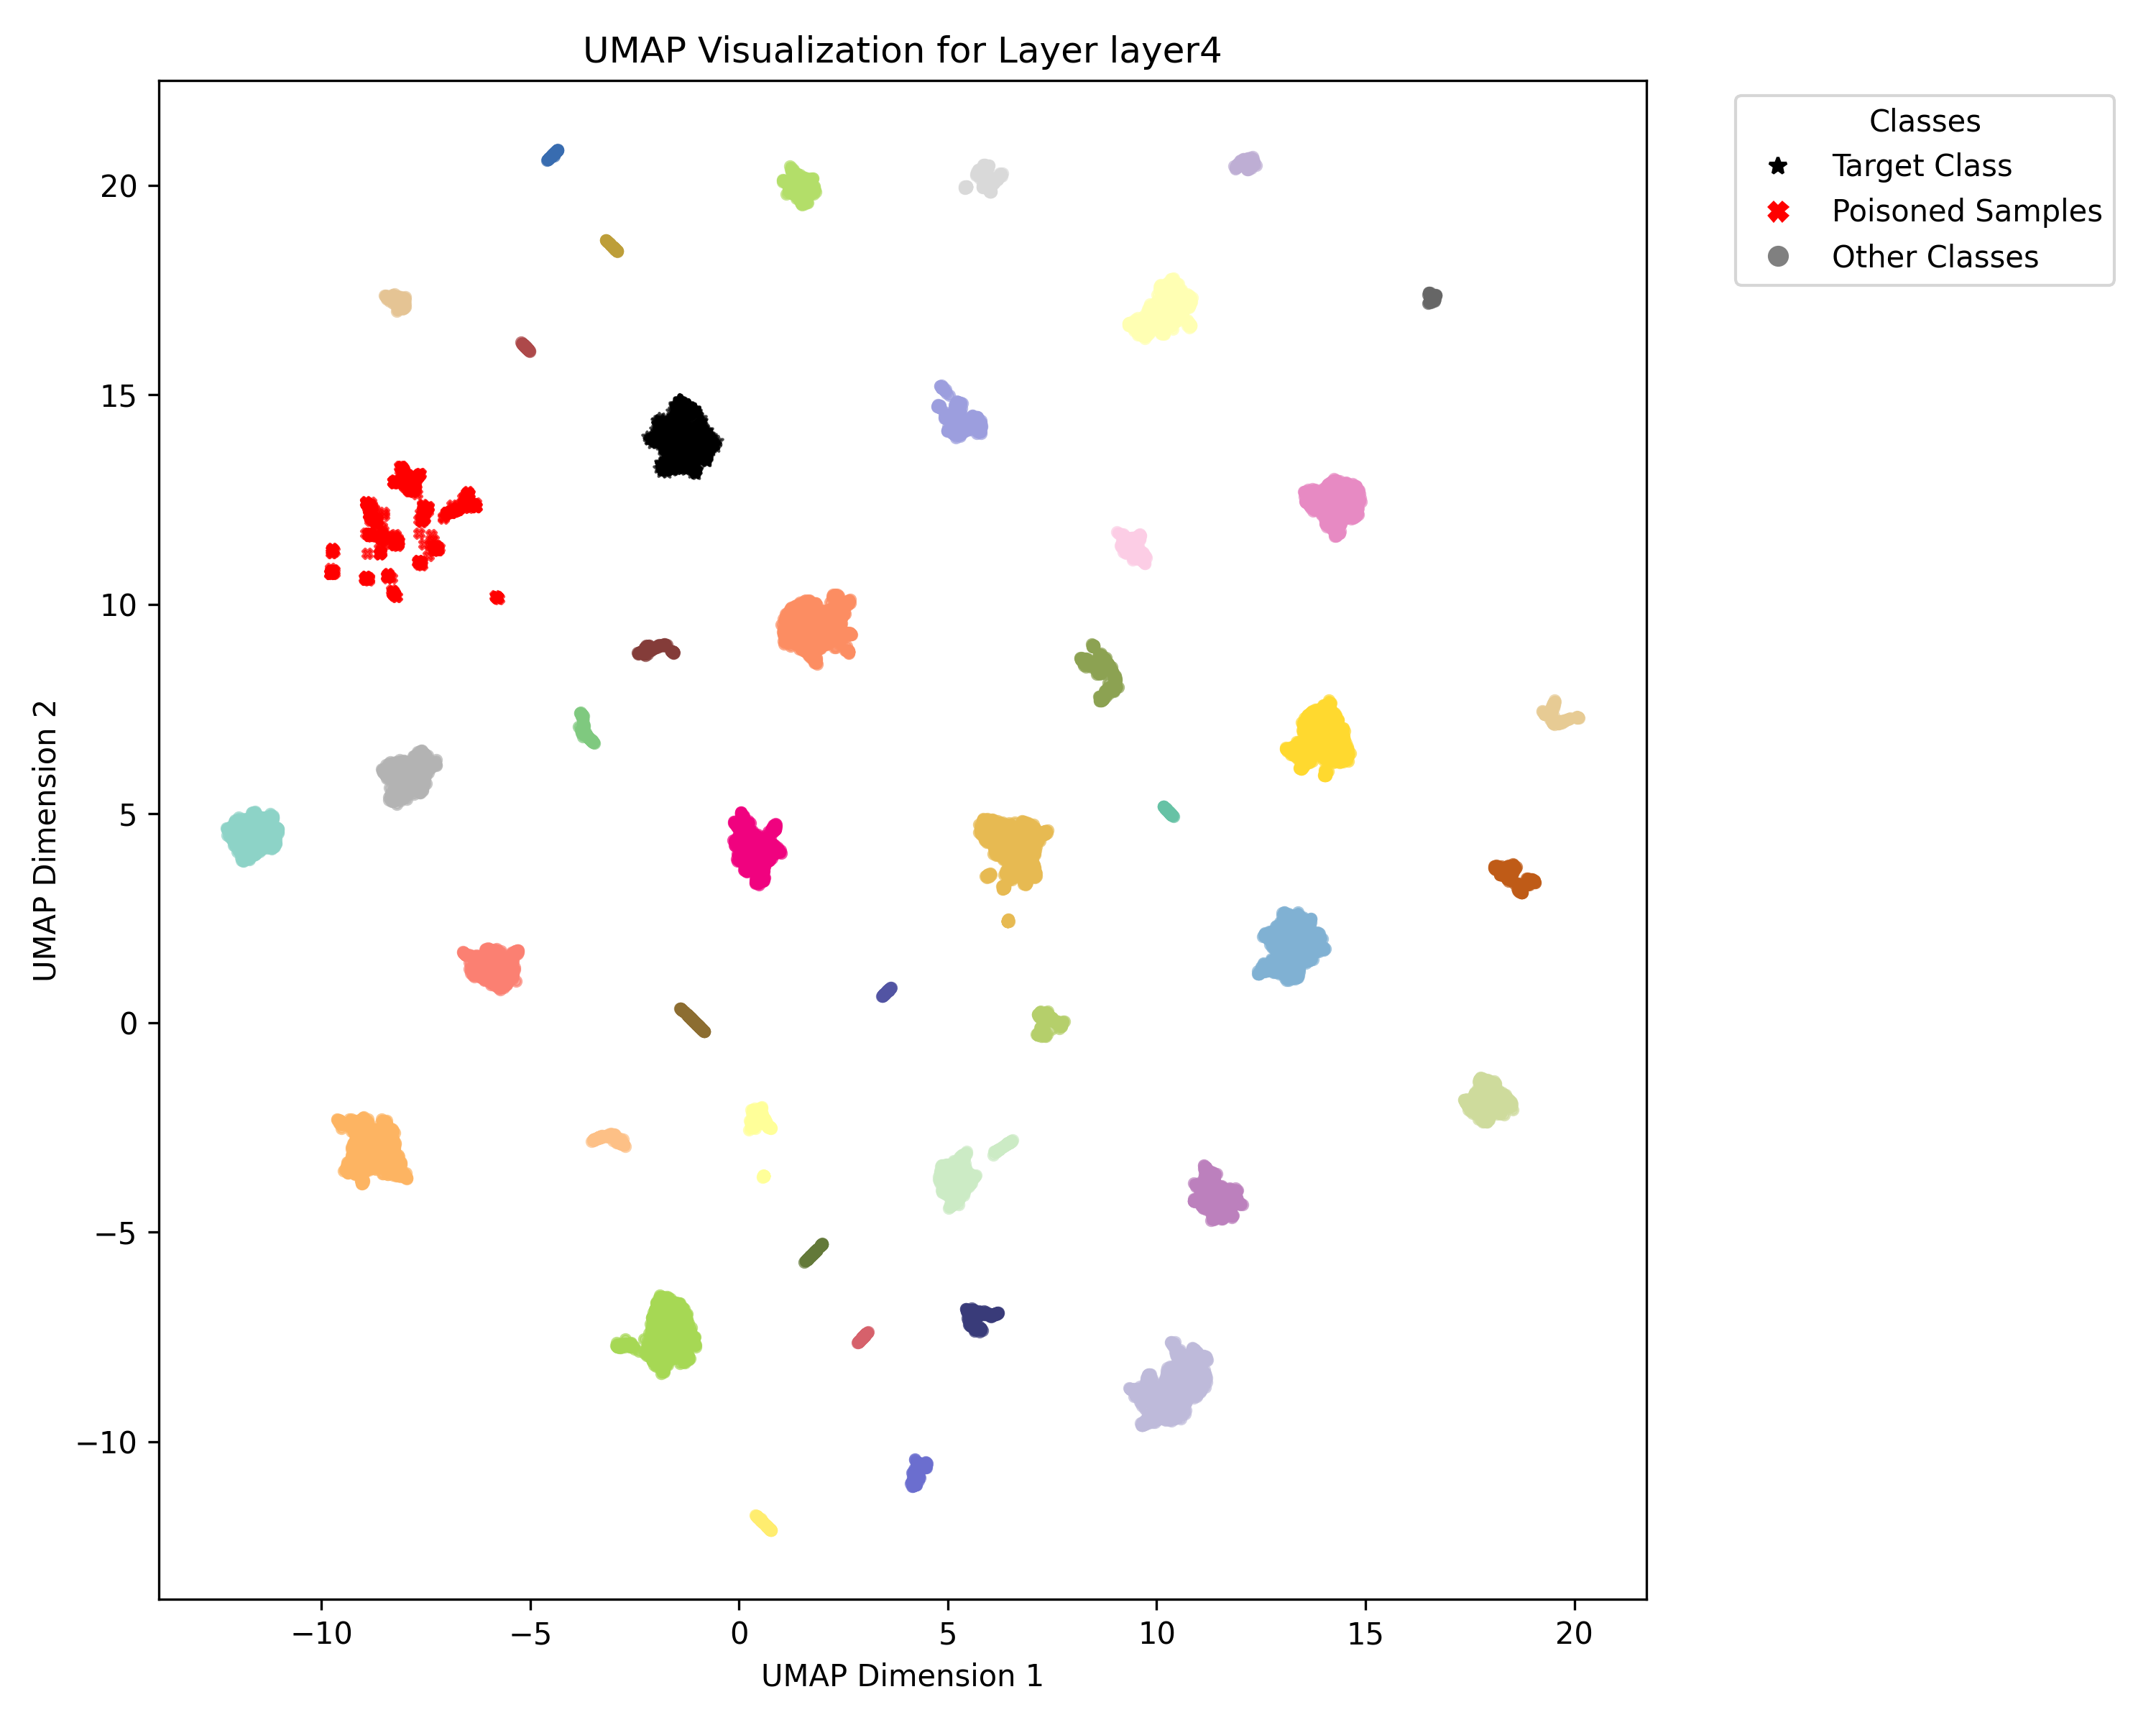 UMAP Visualization for Layer layer4
Classes
Target Class
Poisoned Samples
Other Classes
20
15
10
5
0
−5
−10
UMAP Dimension 2
−10 −5 0 5 10 15 20
UMAP Dimension 1